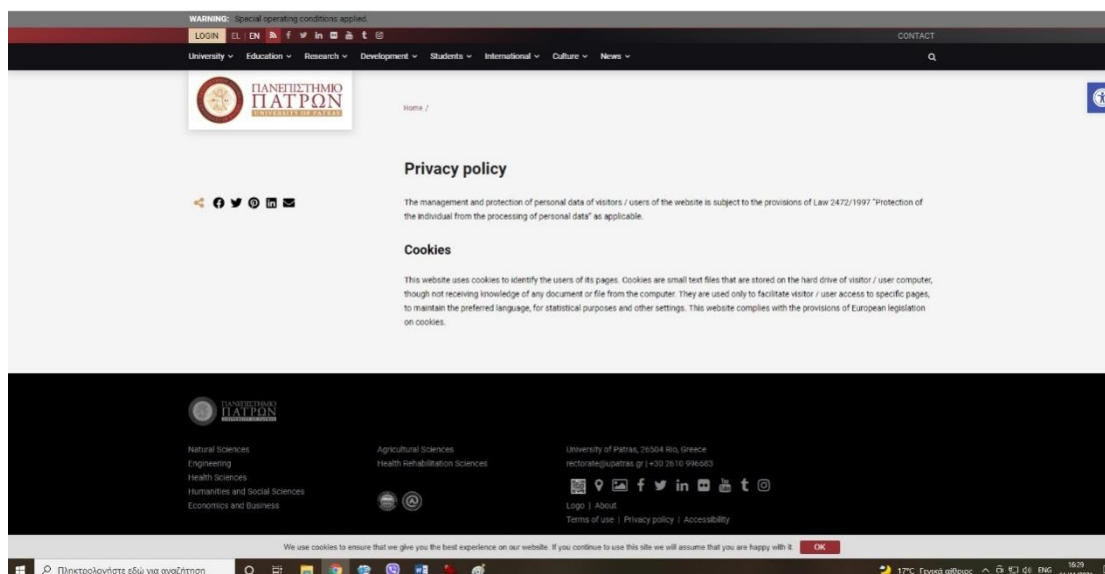 WARNING: Special operating conditions applied.
LOGIN EL | EN
CONTACT
University Education Research Development Students International Culture News
ΠΑΝΕΠΙΣΤΗΜΙΟ
ΠΑΤΡΩΝ
UNIVERSITY OF PATRAS
Home /
Privacy policy
The management and protection of personal data of visitors / users of the website is subject to the provisions of Law 2472/1997 "Protection of
the individual from the processing of personal data" as applicable.
Cookies
This website uses cookies to identify the users of its pages. Cookies are small text files that are stored on the hard drive of visitor / user computer,
though not receiving knowledge of any document or file from the computer. They are used only to facilitate visitor / user access to specific pages,
to maintain the preferred language, for statistical purposes and other settings. This website complies with the provisions of European legislation
on cookies.
ΠΑΝΕΠΙΣΤΗΜΙΟ
ΠΑΤΡΩΝ
UNIVERSITY OF PATRAS
Natural Sciences
Engineering
Health Sciences
Humanities and Social Sciences
Economics and Business
Agricultural Sciences
Health Rehabilitation Sciences
University of Patras, 26504 Rio, Greece
rectorate@upatras.gr | +30 2610 996683
Logo | About
Terms of use | Privacy policy | Accessibility
We use cookies to ensure that we give you the best experience on our website. If you continue to use this site we will assume that you are happy with it. OK
Πληκτρολογήστε εδώ για αναζήτηση
17°C Γενικά αίθριος ENG 16:29